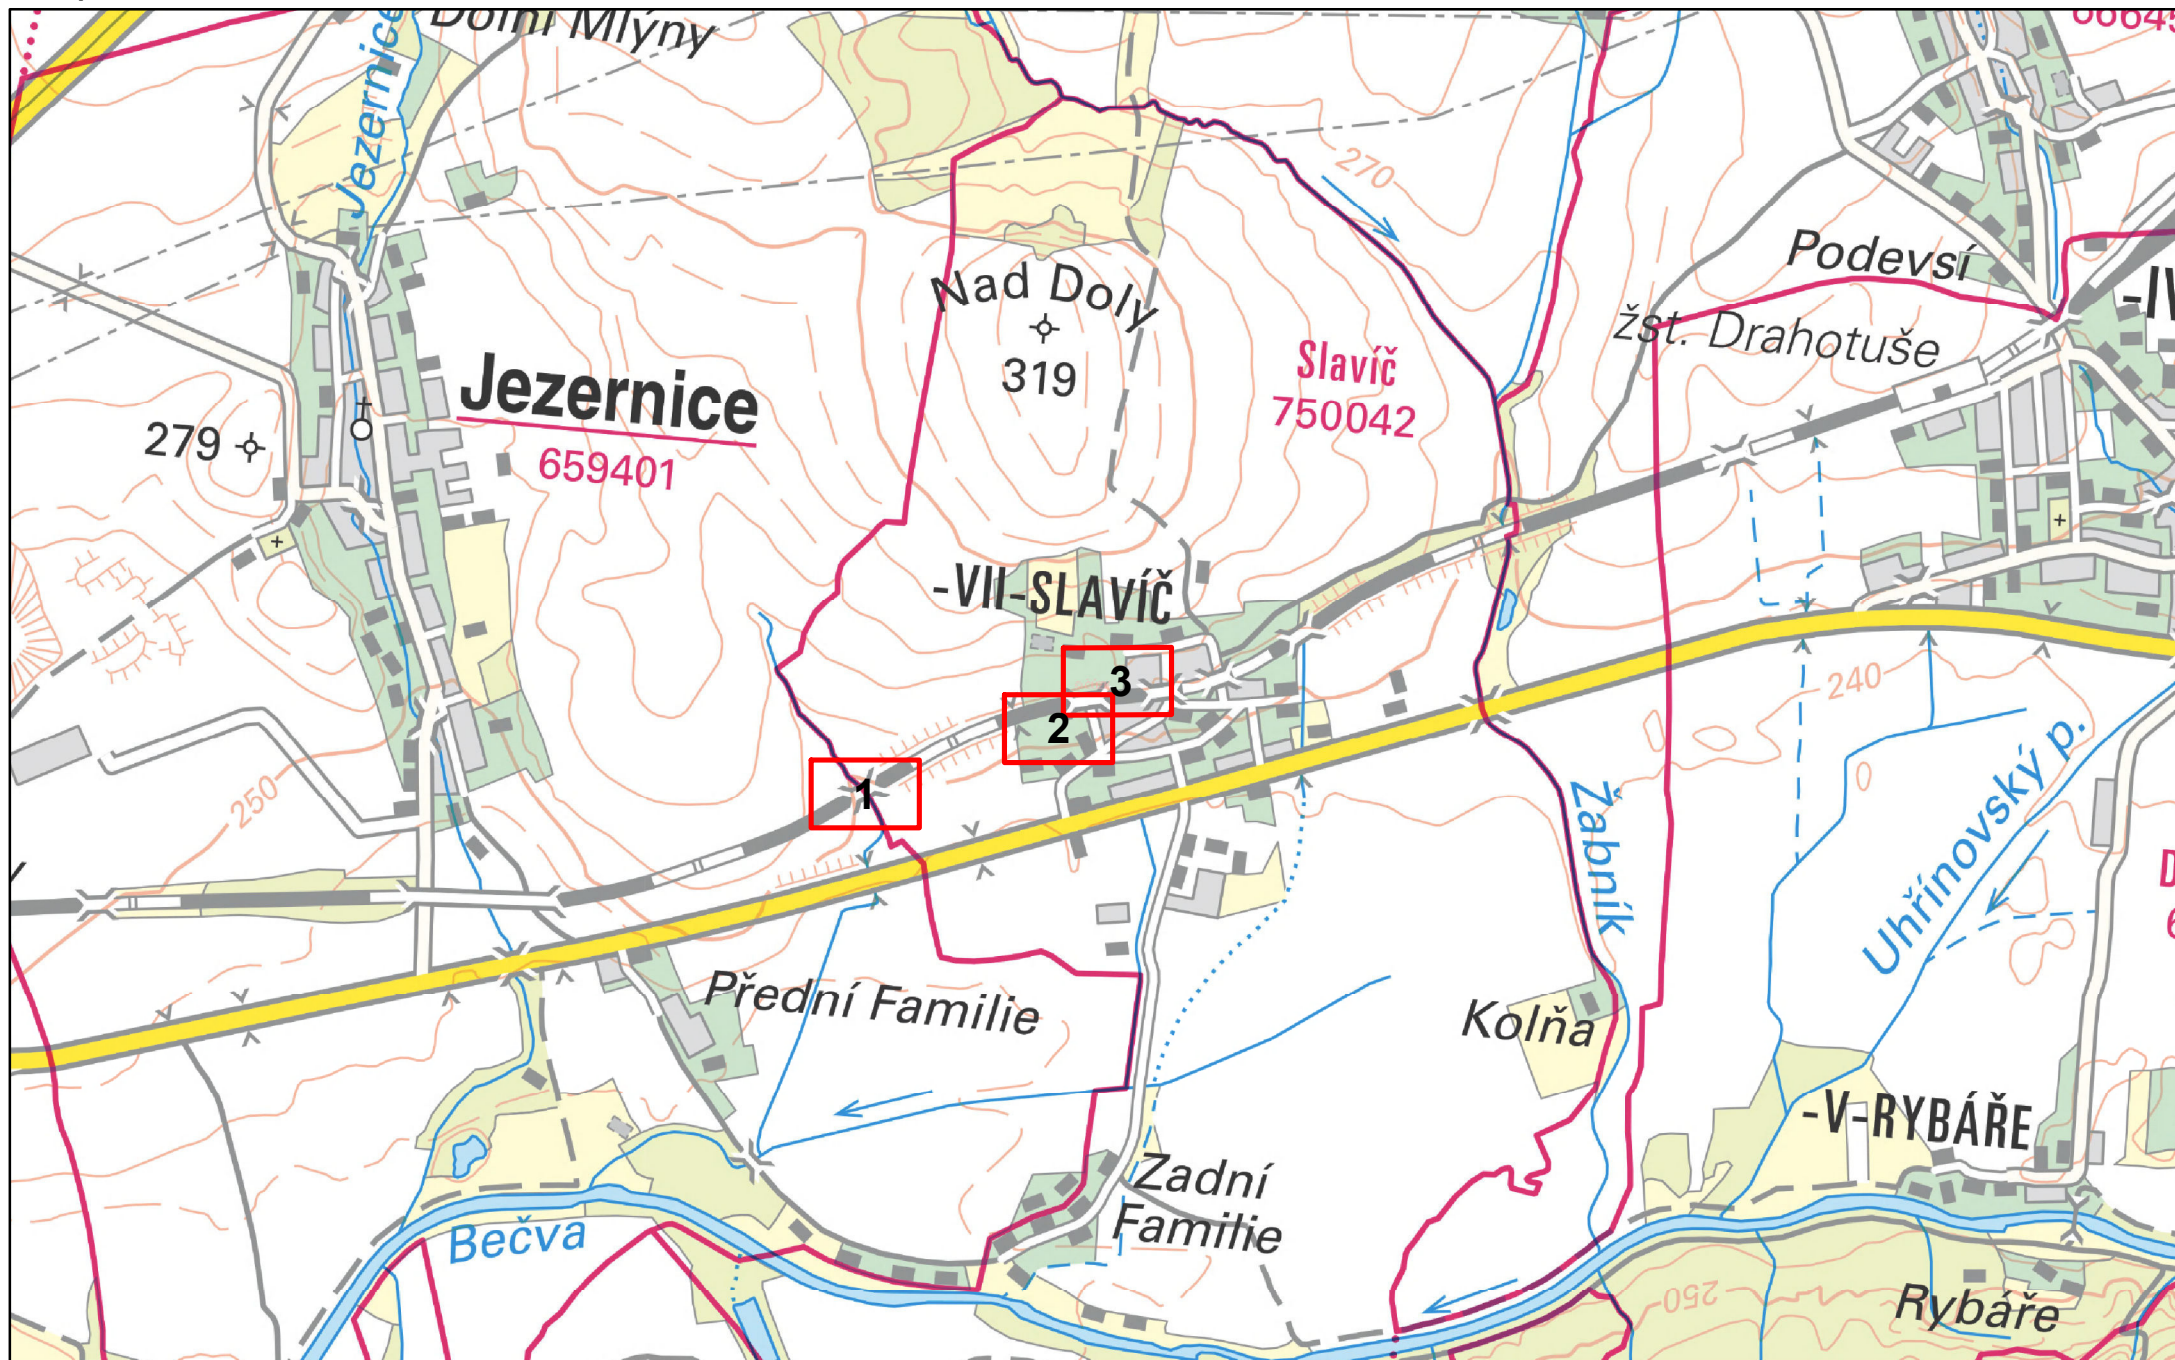 Dolní Mlýny
Jezernice
270
Podevsí
Nad Doly
319
Slavíč
750042
žst. Drahotuše
-IV
Jezernice
659401
279
-VII-SLAVÍČ
3
2
1
240
250
Žabník
Uhřínovský p.
Přední Familie
Kolňa
-V-RYBÁŘE
Zadní
Familie
Bečva
250
Rybáře